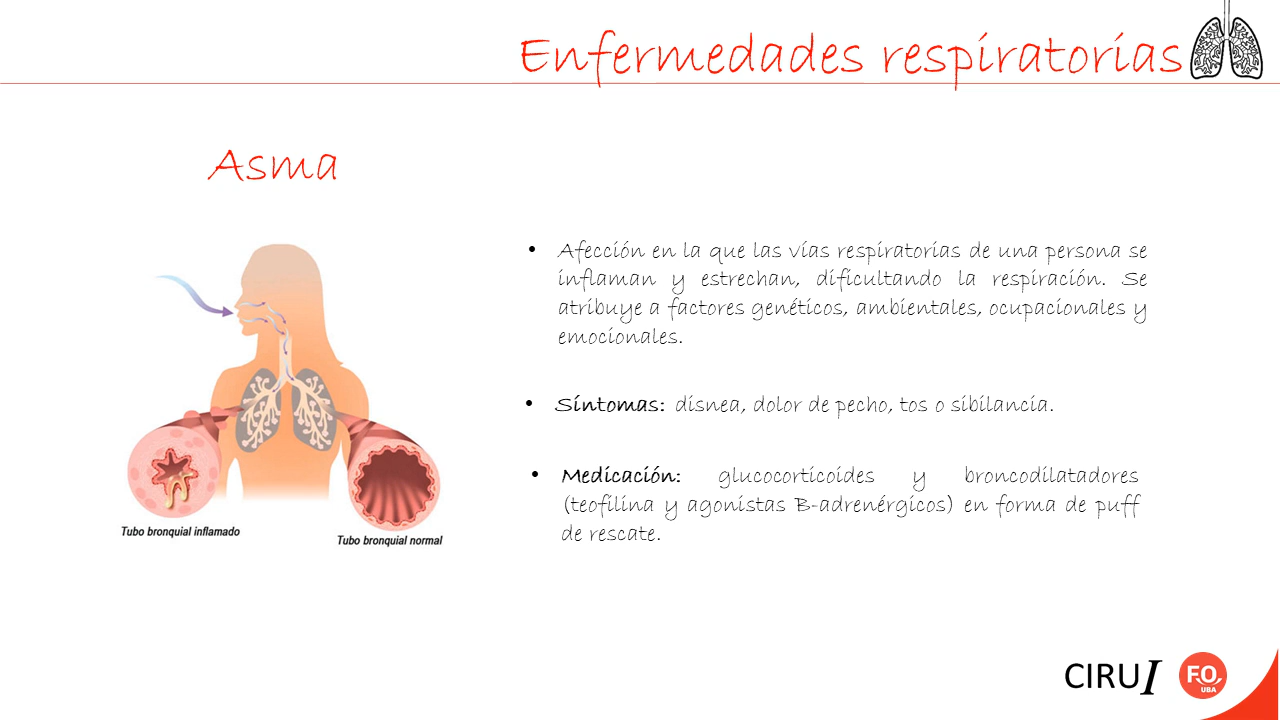 Enfermedades respiratorias
Asma
• Afección en la que las vías respiratorias de una persona se
inflaman y estrechan, dificultando la respiración. Se
atribuye a factores genéticos, ambientales, ocupacionales y
emocionales.
• Síntomas: disnea, dolor de pecho, tos o sibilancia.
• Medicación: glucocorticoides y broncodilatadores
(teofilina y agonistas B-adrenérgicos) en forma de puff
de rescate.
Tubo bronquial inflamado
Tubo bronquial normal
CIRUI
F.O.
UBA